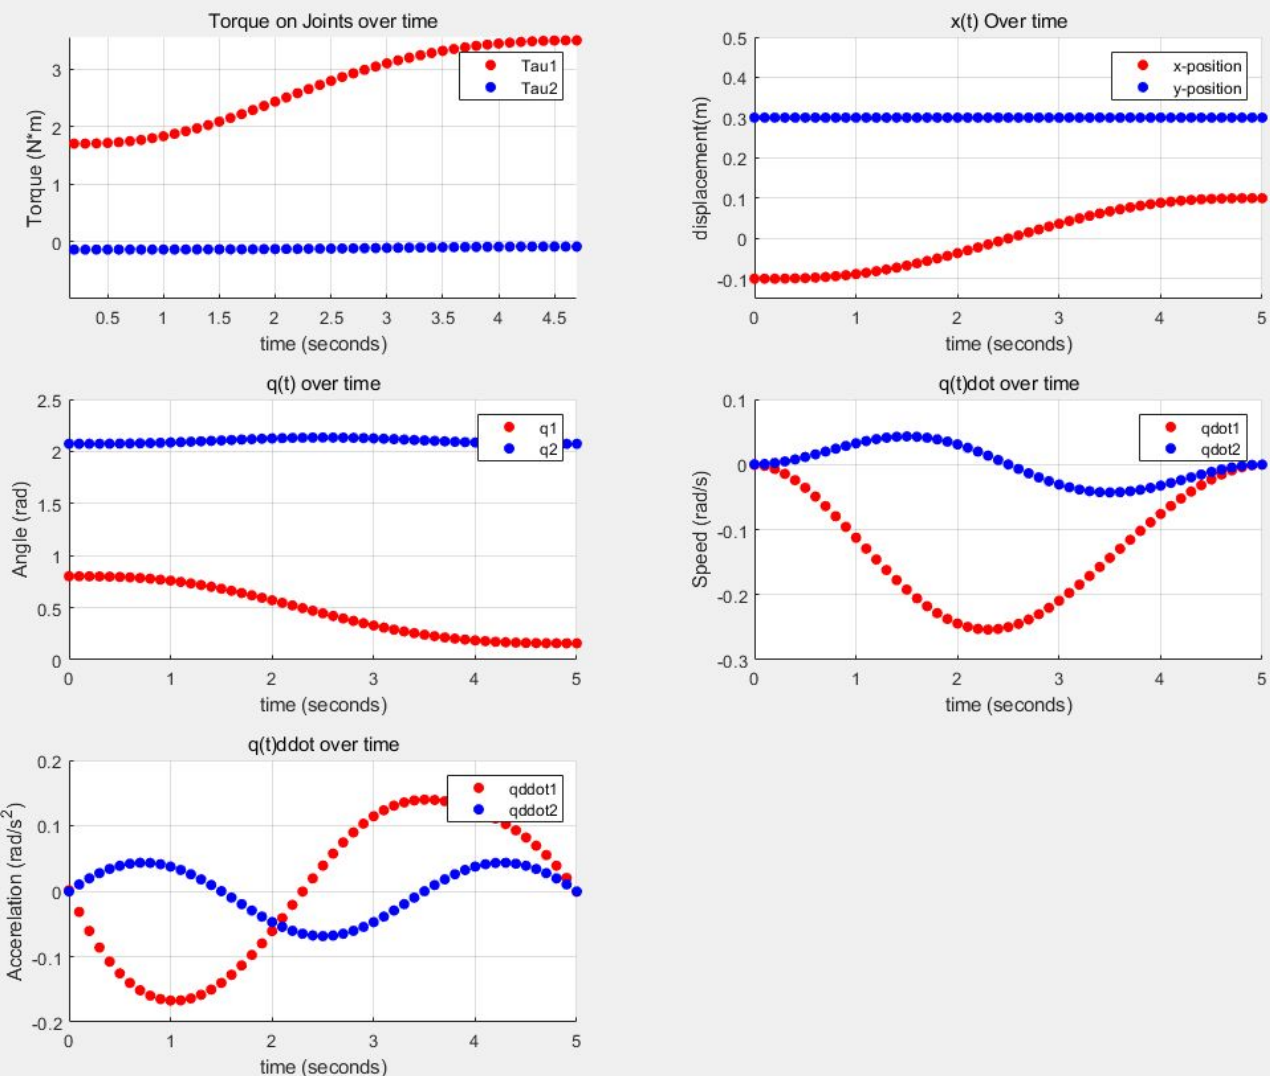 Torque on Joints over time
Torque (N*m)
3
2
1
0
Tau1
Tau2
0.5 1 1.5 2 2.5 3 3.5 4 4.5
time (seconds)
x(t) Over time
displacement(m)
0.5
0.4
0.3
0.2
0.1
0
-0.1
x-position
y-position
0 1 2 3 4 5
time (seconds)
q(t) over time
Angle (rad)
2.5
2
1.5
1
0.5
0
q1
q2
0 1 2 3 4 5
time (seconds)
q(t)dot over time
Speed (rad/s)
0.1
0
-0.1
-0.2
-0.3
qdot1
qdot2
0 1 2 3 4 5
time (seconds)
q(t)ddot over time
Accerelation (rad/s²)
0.2
0.1
0
-0.1
-0.2
qddot1
qddot2
0 1 2 3 4 5
time (seconds)